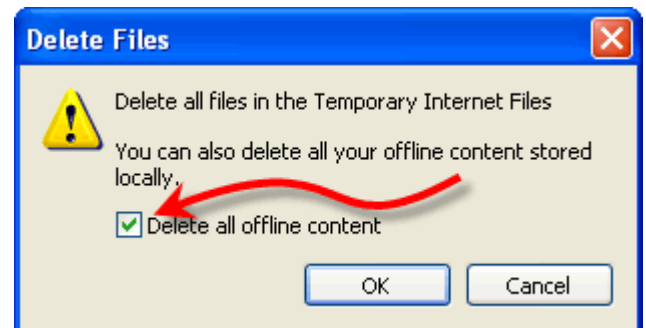 Delete Files
Delete all files in the Temporary Internet Files
You can also delete all your offline content stored
locally.
Delete all offline content
OK
Cancel